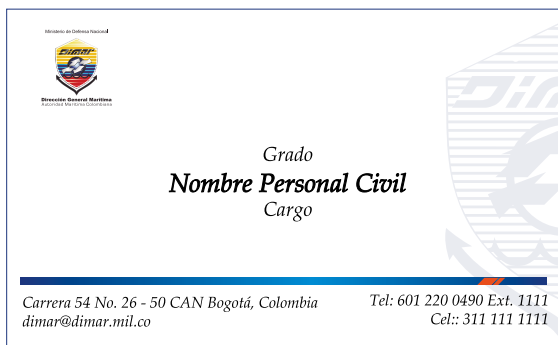 Ministerio de Defensa Nacional
Dimar
Dirección General Marítima
Autoridad Marítima Colombiana
Dimar
Grado
Nombre Personal Civil
Cargo
Carrera 54 No. 26 - 50 CAN Bogotá, Colombia
dimar@dimar.mil.co
Tel: 601 220 0490 Ext. 1111
Cel:: 311 111 1111